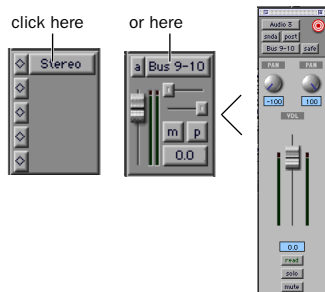 click here
or here
Stereo
a Bus 9-10
m p
0.0
Audio 3
snda post
Bus 9-10 safe
PAN PAN
-100 100
VOL
0.0
read
solo
mute